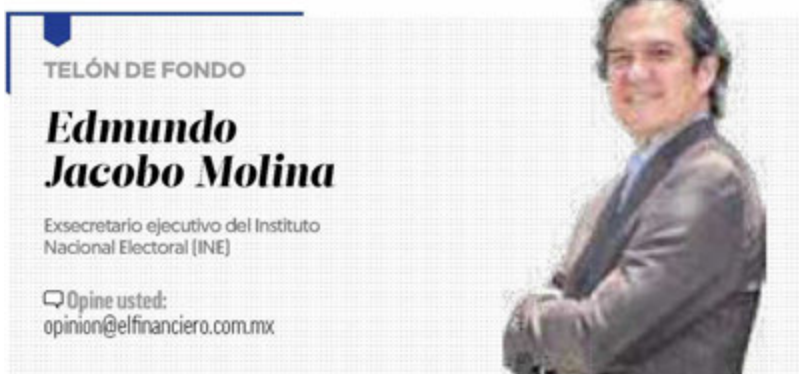 TELÓN DE FONDO
Edmundo
Jacobo Molina
Exsecretario ejecutivo del Instituto
Nacional Electoral (INE)
Opine usted:
opinion@elfinanciero.com.mx